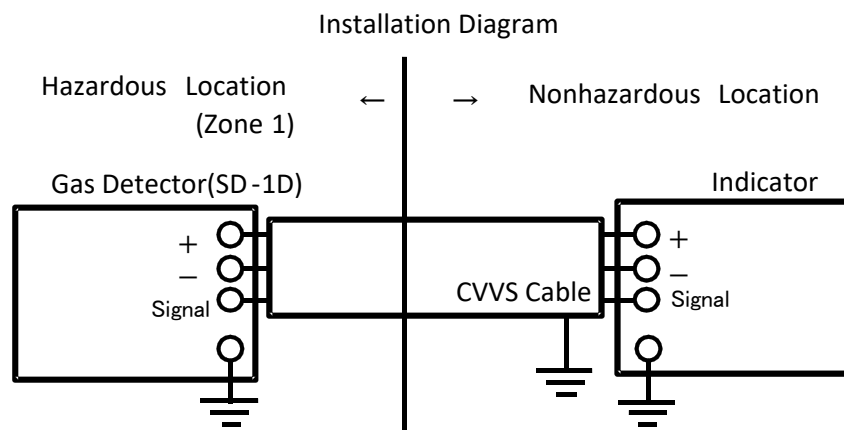 Installation Diagram
Hazardous Location
(Zone 1)
← →
Nonhazardous Location
Gas Detector(SD-1D)
Indicator
+
−
Signal
CVVS Cable
+
−
Signal